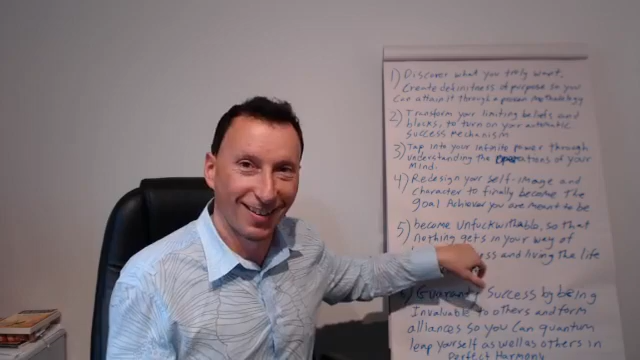 1) Discover what you truly want,
Create definiteness of purpose so you
Can attain it through a proven methodology
2) Transform your limiting beliefs and
blocks, to turn on your automatic
success mechanism
3) Tap into your infinite power through
understanding the operations of your
Mind.
4) Redesign your self-image and
character to finally become The
goal Achiever you are meant to be
5) become Unfuckwithable, so that
nothing gets in your way of
and living the life
Guarant Success by being
Invaluable to others and form
alliances so you can quantum
leap yourself as well as others in
Perfect Harmony